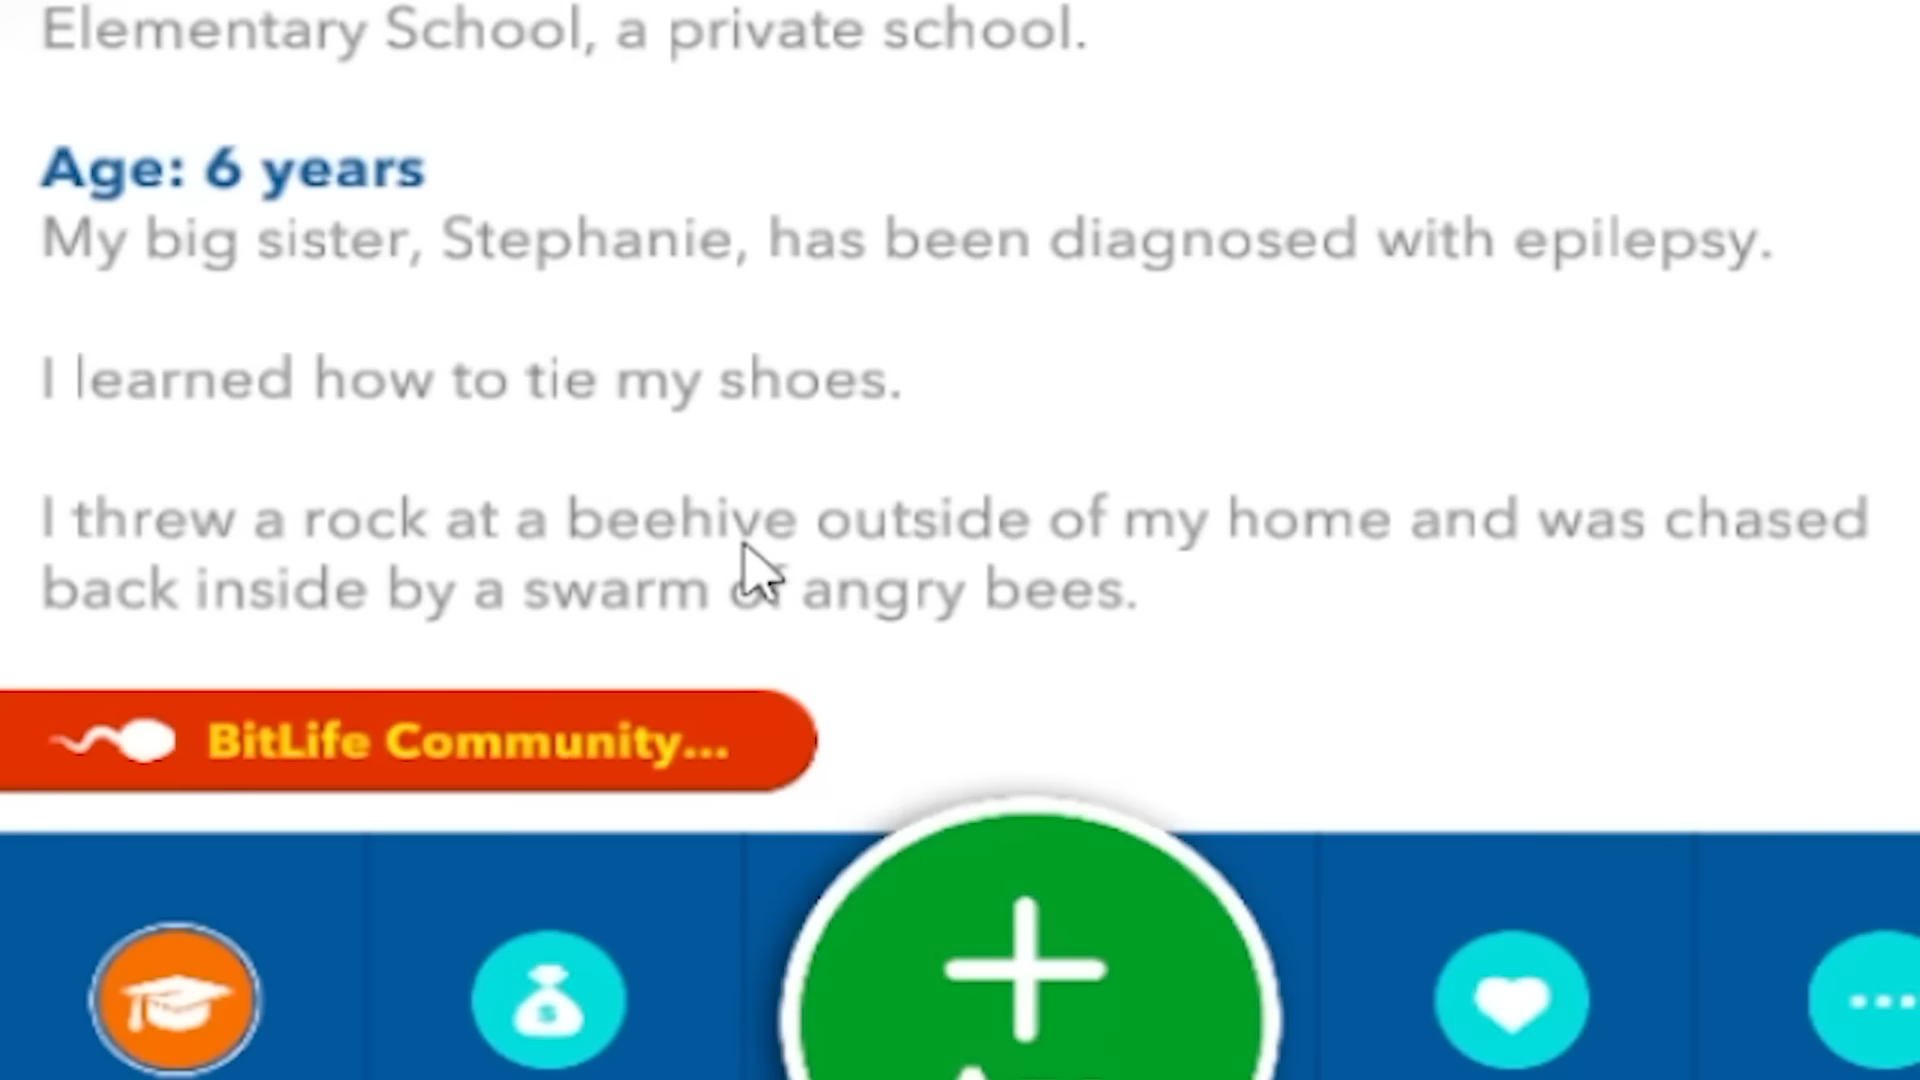 Elementary School, a private school.
Age: 6 years
My big sister, Stephanie, has been diagnosed with epilepsy.
I learned how to tie my shoes.
I threw a rock at a beehive outside of my home and was chased
back inside by a swarm of angry bees.
BitLife Community...